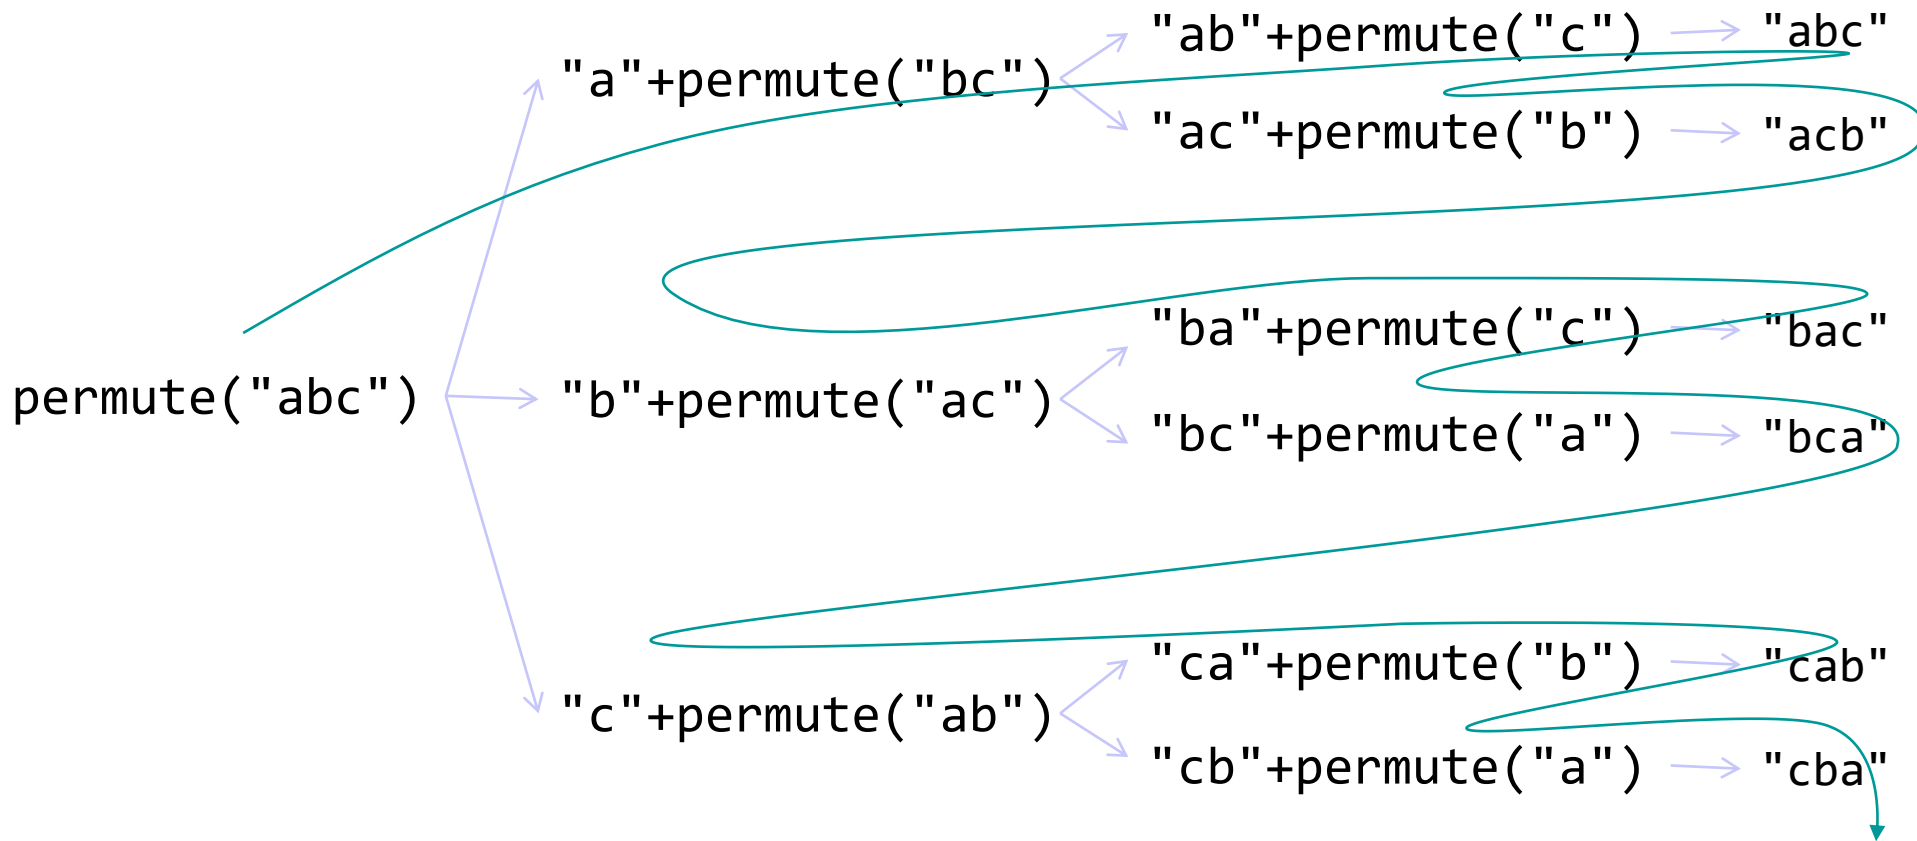 "ab"+permute("c") "abc"
"a"+permute("bc")
"ac"+permute("b") "acb"
"ba"+permute("c") "bac"
permute("abc") "b"+permute("ac")
"bc"+permute("a") "bca"
"ca"+permute("b") "cab"
"c"+permute("ab")
"cb"+permute("a") "cba"